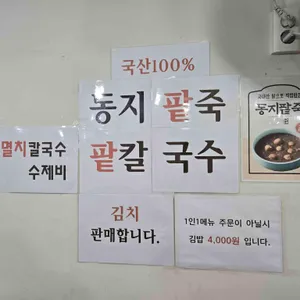 국산100%
동지 팥죽
팥칼 국수
멸치칼국수
수제비
동지팥죽
김치
판매합니다.
1인1메뉴 주문이 아닐시
김밥 4,000원 입니다.